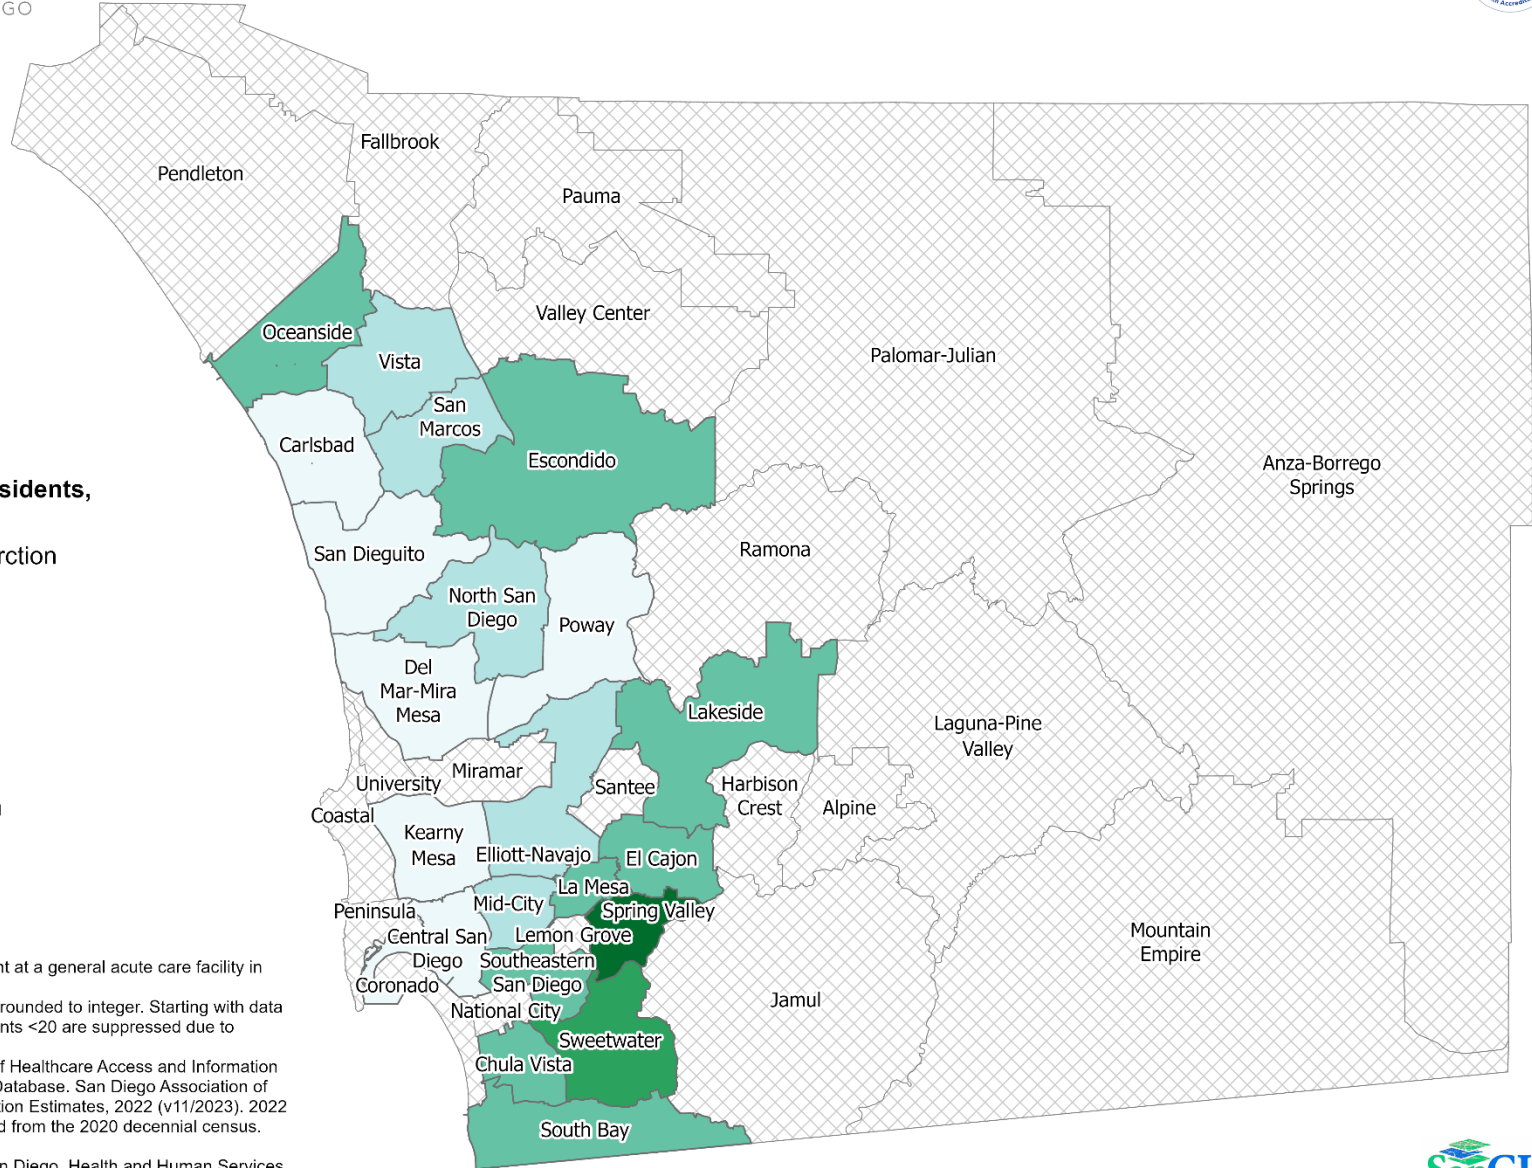 GO
Fallbrook
Pendleton
Pauma
Valley Center
Oceanside
Palomar-Julian
Vista
San
Marcos
Carlsbad
Escondido
Anza-Borrego
Springs
sidents,
San Dieguito
rction
Ramona
North San
Diego
Poway
Del
Mar-Mira
Mesa
Lakeside
Laguna-Pine
Valley
Miramar
University
Santee
Harbison
Crest
Alpine
Coastal
Kearny
Mesa
Elliott-Navajo
El Cajon
La Mesa
Mid-City
Spring Valley
Peninsula
Central San
Diego
Lemon Grove
Southeastern
San Diego
Mountain
Empire
Coronado
National City
Jamul
Sweetwater
Chula Vista
South Bay
nt at a general acute care facility in
rounded to integer. Starting with data
nts <20 are suppressed due to
f Healthcare Access and Information
Database. San Diego Association of
tion Estimates, 2022 (v11/2023). 2022
d from the 2020 decennial census.
n Diego, Health and Human Services